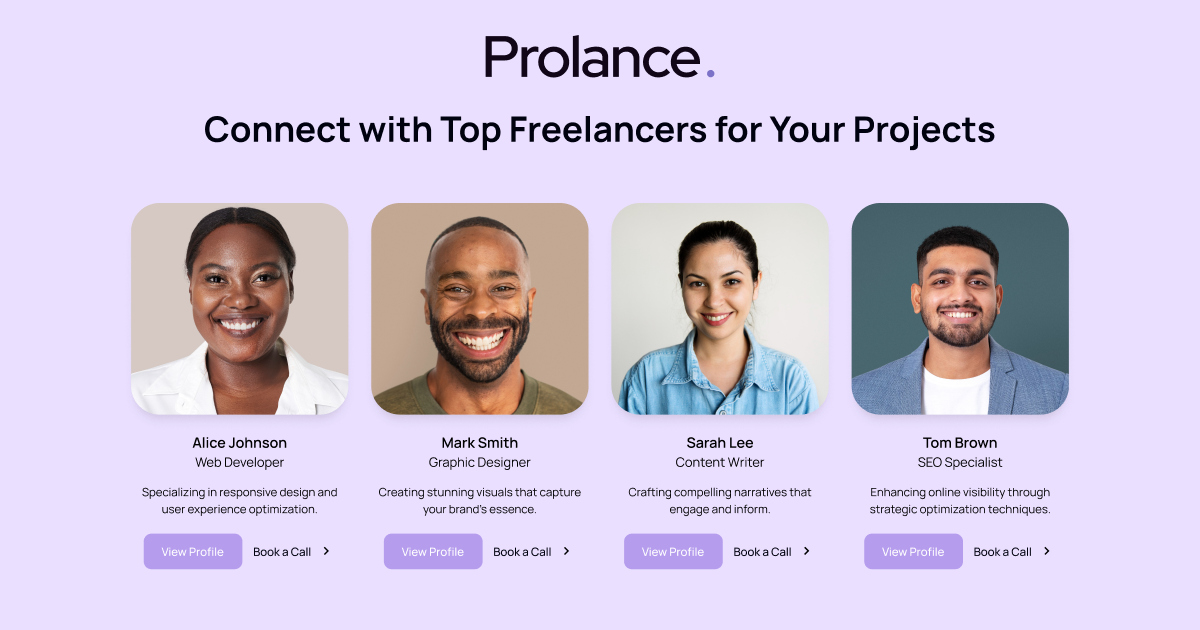 Prolance.
Connect with Top Freelancers for Your Projects
Alice Johnson
Web Developer
Specializing in responsive design and
user experience optimization.
View Profile
Book a Call
Mark Smith
Graphic Designer
Creating stunning visuals that capture
your brand's essence.
View Profile
Book a Call
Sarah Lee
Content Writer
Crafting compelling narratives that
engage and inform.
View Profile
Book a Call
Tom Brown
SEO Specialist
Enhancing online visibility through
strategic optimization techniques.
View Profile
Book a Call